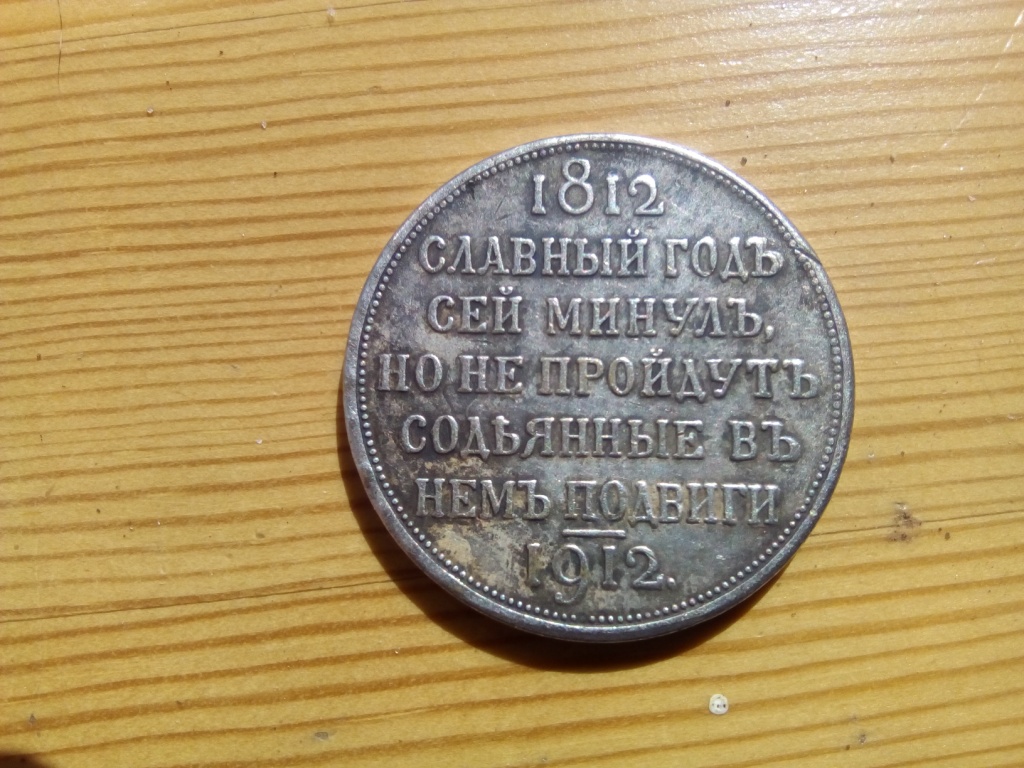 1812
СЛАВНЫЙ ГОДЪ
СЕЙ МИНУЛЪ,
НО НЕ ПРОЙДУТЪ
СОДѢЯННЫЕ ВЪ
НЕМЪ ПОДВИГИ
1912.